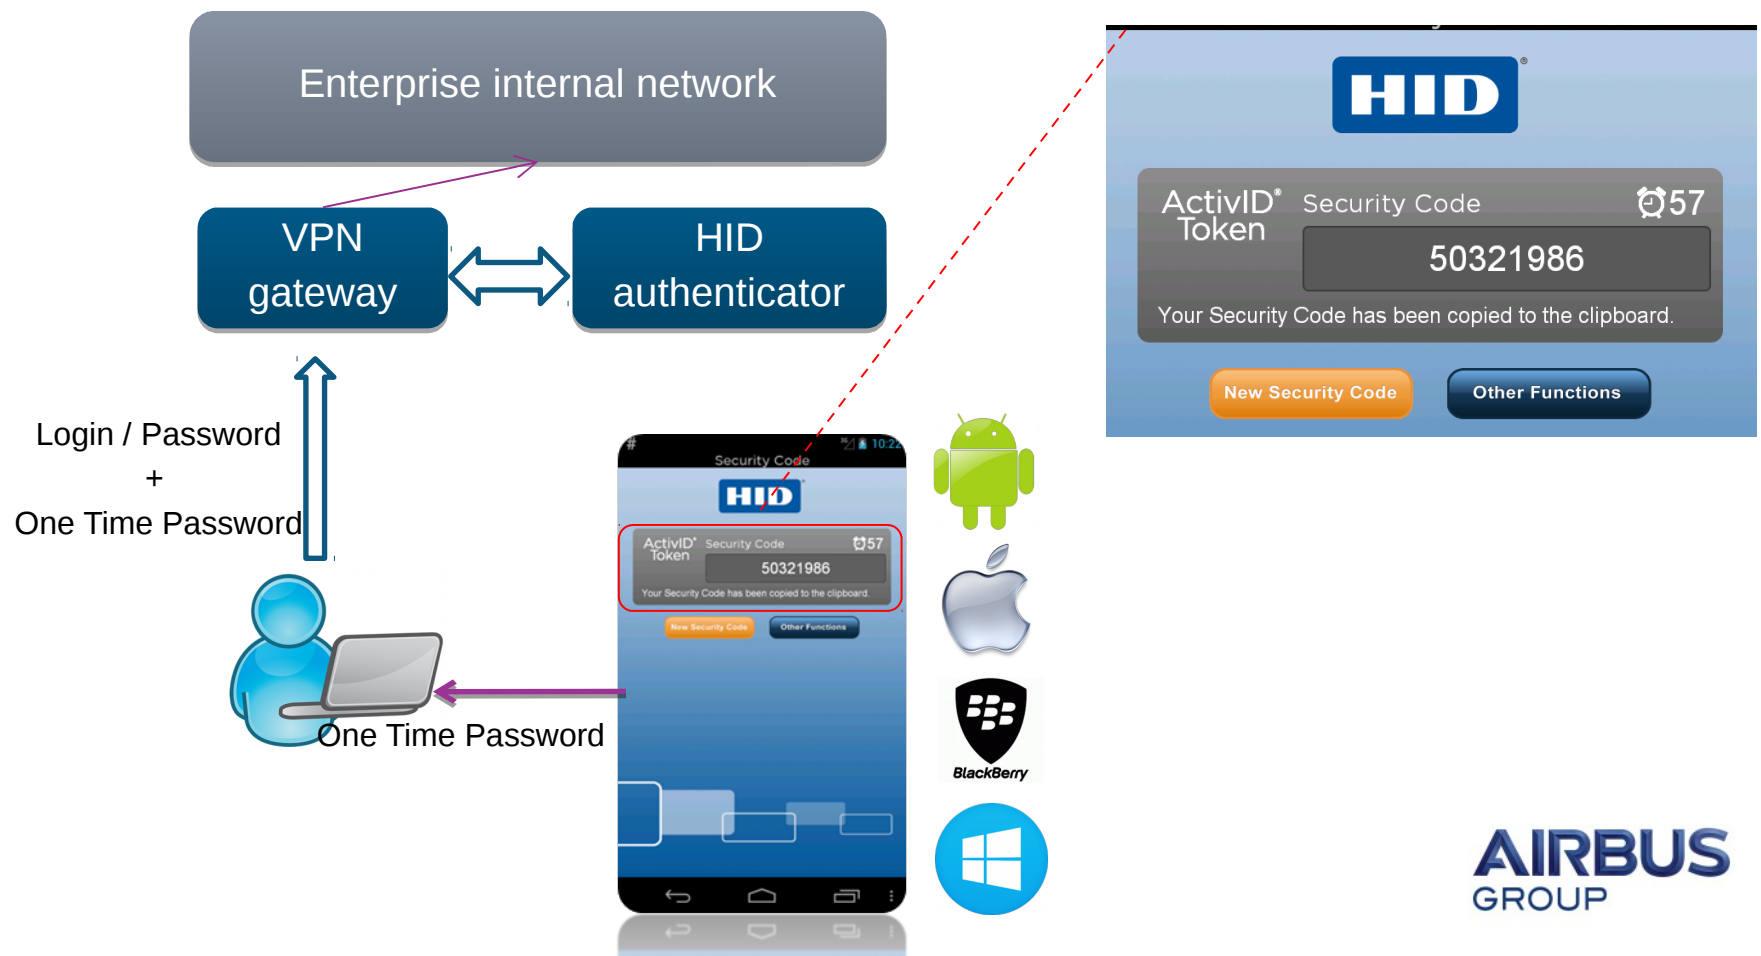 Enterprise internal network
VPN
gateway
HID
authenticator
Login / Password
+
One Time Password
One Time Password
#
3G
10:22
Security Code
HID
ActivID®
Token
Security Code
57
50321986
Your Security Code has been copied to the clipboard.
New Security Code
Other Functions
BlackBerry
HID®
ActivID®
Token
Security Code
57
50321986
Your Security Code has been copied to the clipboard.
New Security Code
Other Functions
AIRBUS
GROUP